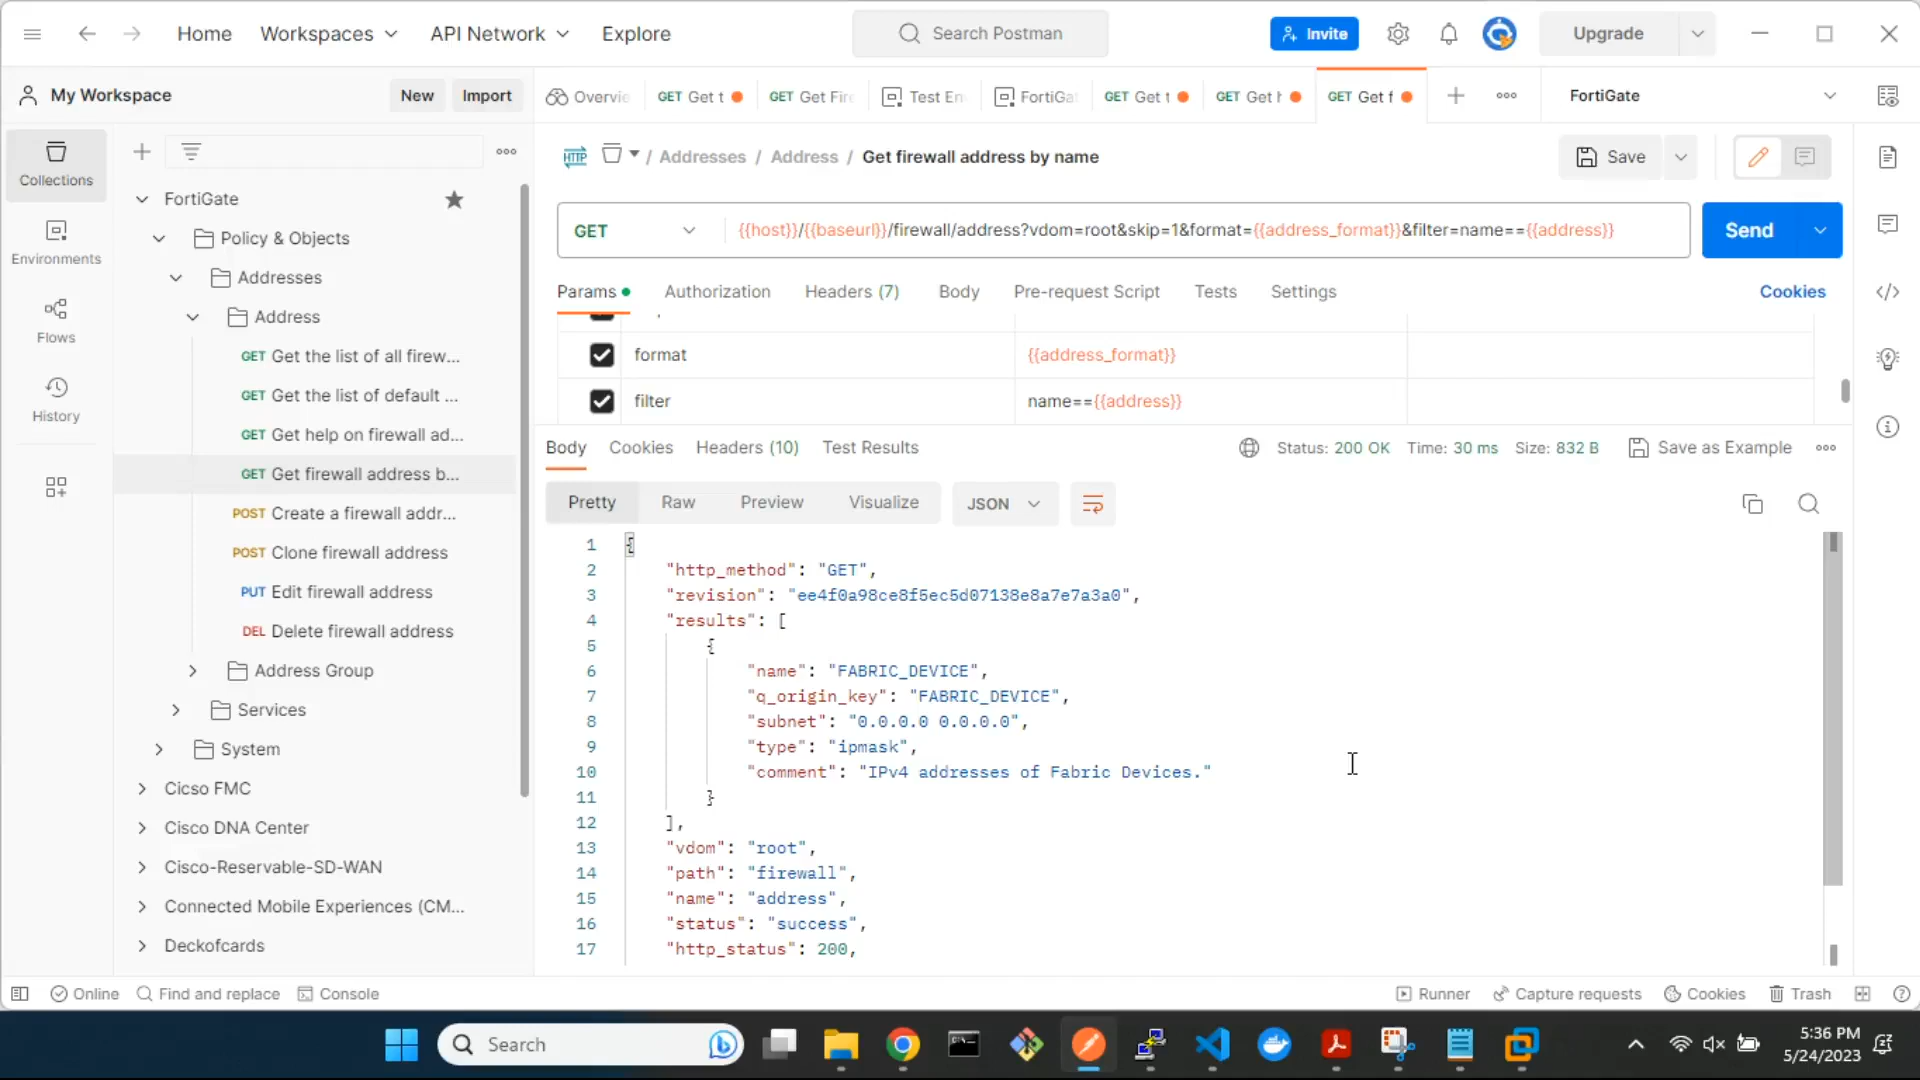 Home Workspaces API Network Explore Search Postman Invite Upgrade
My Workspace New Import Overvie GET Get t GET Get Fire Test En FortiGat GET Get t GET Get h GET Get f FortiGate
Collections
Environments
Flows
History
FortiGate
Policy & Objects
Addresses
Address
GET Get the list of all firew...
GET Get the list of default ...
GET Get help on firewall ad...
GET Get firewall address b...
POST Create a firewall addr...
POST Clone firewall address
PUT Edit firewall address
DEL Delete firewall address
Address Group
Services
System
Cicso FMC
Cisco DNA Center
Cisco-Reservable-SD-WAN
Connected Mobile Experiences (CM...
Deckofcards
HTTP / Addresses / Address / Get firewall address by name Save
GET {{host}}/{{baseurl}}/firewall/address?vdom=root&skip=1&format={{address_format}}&filter=name=={{address}} Send
Params Authorization Headers (7) Body Pre-request Script Tests Settings Cookies
format {{address_format}}
filter name=={{address}}
Body Cookies Headers (10) Test Results Status: 200 OK Time: 30 ms Size: 832 B Save as Example
Pretty Raw Preview Visualize JSON
1 {
2 "http_method": "GET",
3 "revision": "ee4f0a98ce8f5ec5d07138e8a7e7a3a0",
4 "results": [
5 {
6 "name": "FABRIC_DEVICE",
7 "q_origin_key": "FABRIC_DEVICE",
8 "subnet": "0.0.0.0 0.0.0.0",
9 "type": "ipmask",
10 "comment": "IPv4 addresses of Fabric Devices."
11 }
12 ],
13 "vdom": "root",
14 "path": "firewall",
15 "name": "address",
16 "status": "success",
17 "http_status": 200,
Online Find and replace Console Runner Capture requests Cookies Trash
Search
5:36 PM
5/24/2023